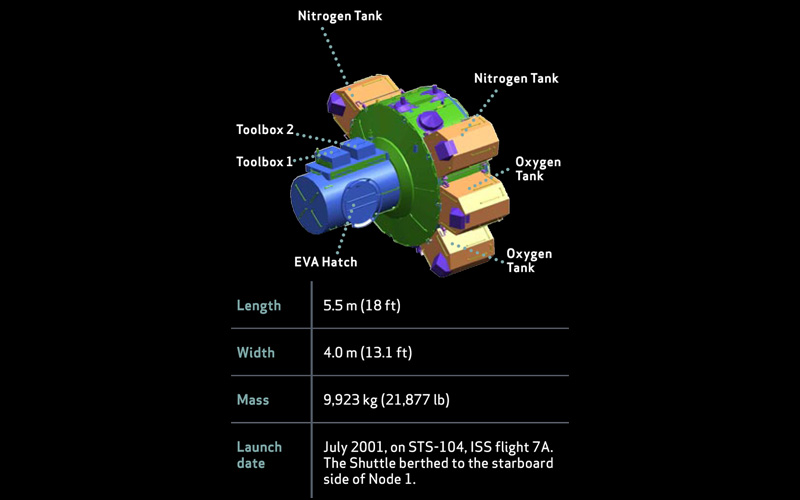 Nitrogen Tank
Nitrogen Tank
Toolbox 2
Toolbox 1
Oxygen
Tank
Oxygen
Tank
EVA Hatch
Length
5.5 m (18 ft)
Width
4.0 m (13.1 ft)
Mass
9,923 kg (21,877 lb)
Launch
date
July 2001, on STS-104, ISS flight 7A.
The Shuttle berthed to the starboard
side of Node 1.